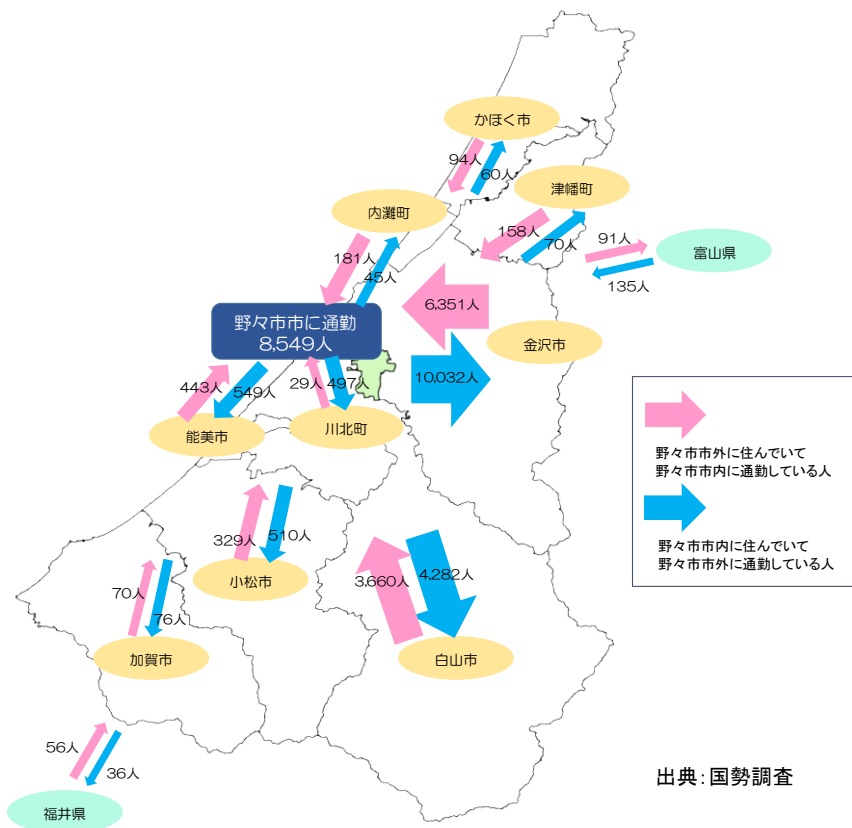 かほく市
94人
60人
津幡町
内灘町
158人
70人
91人
富山県
181人
45人
135人
6,351人
野々市市に通勤
8,549人
金沢市
10,032人
443人
549人
29人
497人
能美市
川北町
野々市市外に住んでいて
野々市市内に通勤している人
野々市市内に住んでいて
野々市市外に通勤している人
329人
510人
小松市
3,660人
4,282人
70人
76人
加賀市
白山市
56人
36人
福井県
出典：国勢調査